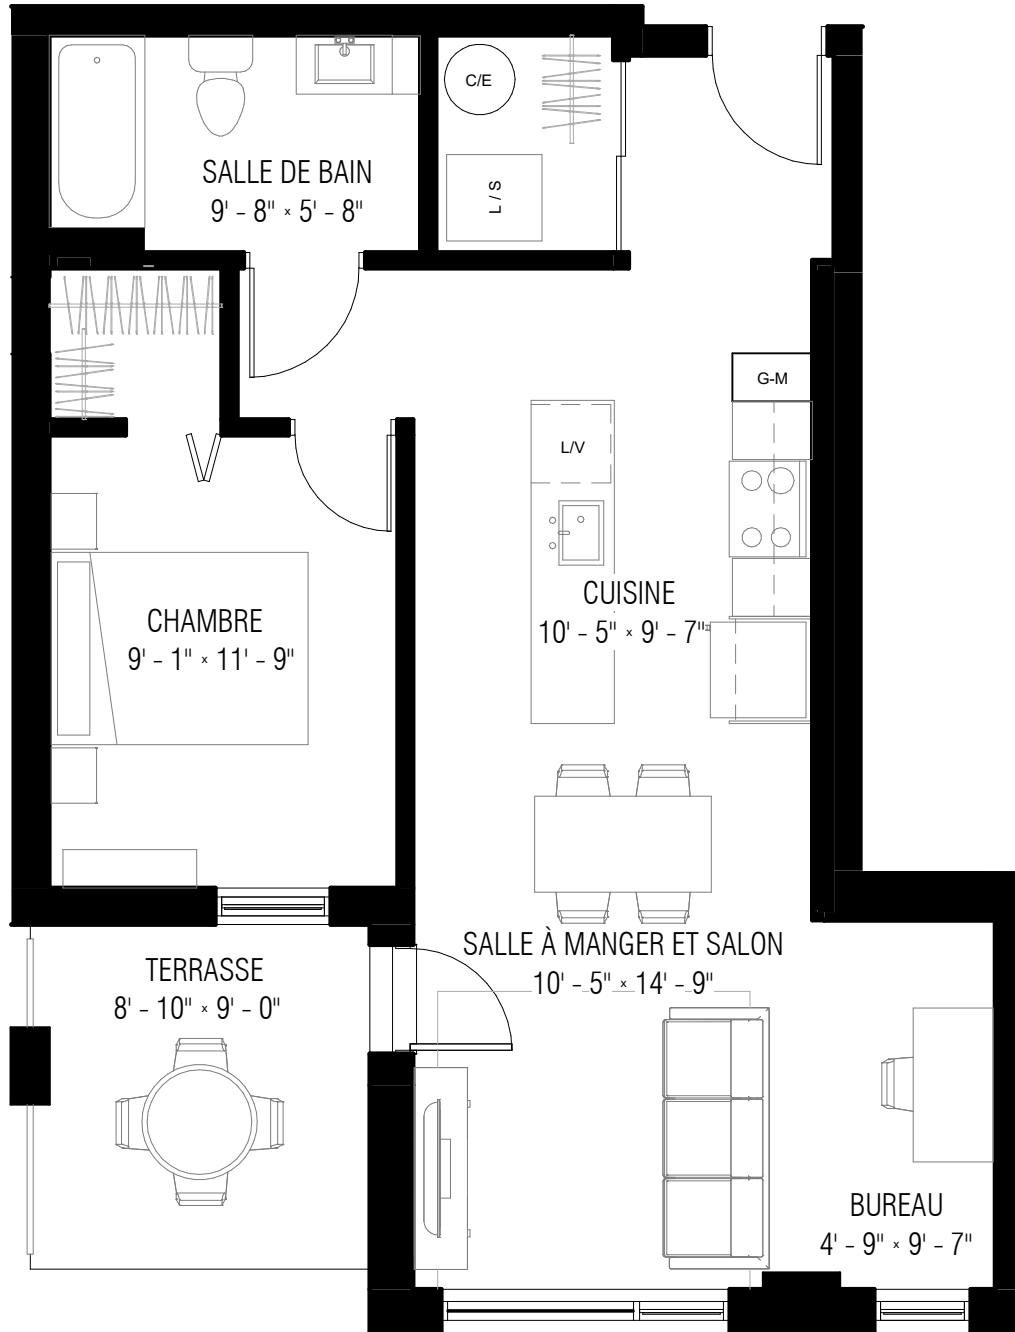 C/E
L / S
SALLE DE BAIN
9' - 8" x 5' - 8"
G-M
L/V
CUISINE
10' - 5" x 9' - 7"
CHAMBRE
9' - 1" x 11' - 9"
SALLE À MANGER ET SALON
10' - 5" x 14' - 9"
TERRASSE
8' - 10" x 9' - 0"
BUREAU
4' - 9" x 9' - 7"